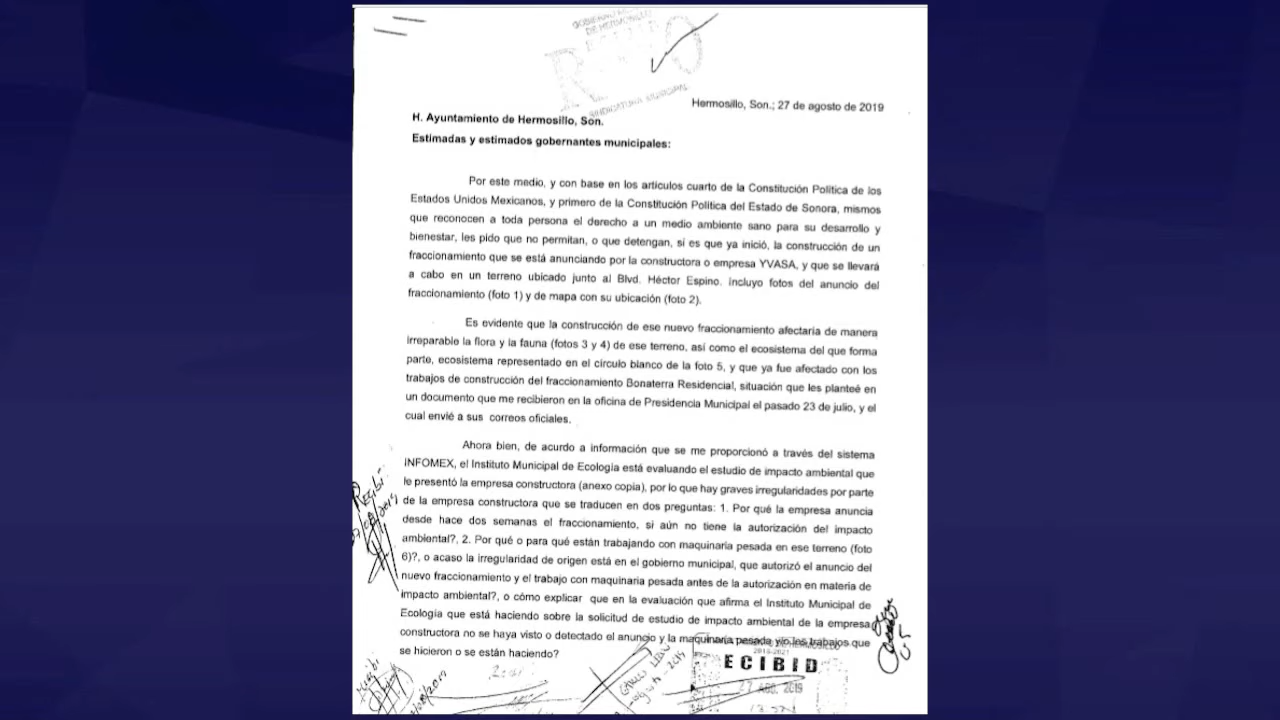 GOBIERNO
DE HERMOSILLO
SINDICATURA MUNICIPAL
Hermosillo, Son.; 27 de agosto de 2019
H. Ayuntamiento de Hermosillo, Son.
Estimadas y estimados gobernantes municipales:
Por este medio, y con base en los artículos cuarto de la Constitución Política de los
Estados Unidos Mexicanos, y primero de la Constitución Política del Estado de Sonora, mismos
que reconocen a toda persona el derecho a un medio ambiente sano para su desarrollo y
bienestar, les pido que no permitan, o que detengan, si es que ya inició, la construcción de un
fraccionamiento que se está anunciando por la constructora o empresa YVASA, y que se llevará
a cabo en un terreno ubicado junto al Blvd. Héctor Espino. Incluyo fotos del anuncio del
fraccionamiento (foto 1) y de mapa con su ubicación (foto 2).
Es evidente que la construcción de ese nuevo fraccionamiento afectaría de manera
irreparable la flora y la fauna (fotos 3 y 4) de ese terreno, así como el ecosistema del que forma
parte, ecosistema representado en el círculo blanco de la foto 5, y que ya fue afectado con los
trabajos de construcción del fraccionamiento Bonaterra Residencial, situación que les planteé en
un documento que me recibieron en la oficina de Presidencia Municipal el pasado 23 de julio, y el
cual envié a sus correos oficiales.
Ahora bien, de acuerdo a información que se me proporcionó a través del sistema
INFOMEX, el Instituto Municipal de Ecología está evaluando el estudio de impacto ambiental que
le presentó la empresa constructora (anexo copia), por lo que hay graves irregularidades por parte
de la empresa constructora que se traducen en dos preguntas: 1. Por qué la empresa anuncia
desde hace dos semanas el fraccionamiento, si aún no tiene la autorización del impacto
ambiental?, 2. Por qué o para qué están trabajando con maquinaria pesada en ese terreno (foto
6)?, o acaso la irregularidad de origen está en el gobierno municipal, que autorizó el anuncio del
nuevo fraccionamiento y el trabajo con maquinaria pesada antes de la autorización en materia de
impacto ambiental?, o cómo explicar que en la evaluación que afirma el Instituto Municipal de
Ecología que está haciendo sobre la solicitud de estudio de impacto ambiental de la empresa
constructora no se haya visto o detectado el anuncio y la maquinaria pesada y/o los trabajos que
se hicieron o se están haciendo?
Recibí
DE HERMOSILLO
2018-2021
ECIBID
27 AGO. 2019